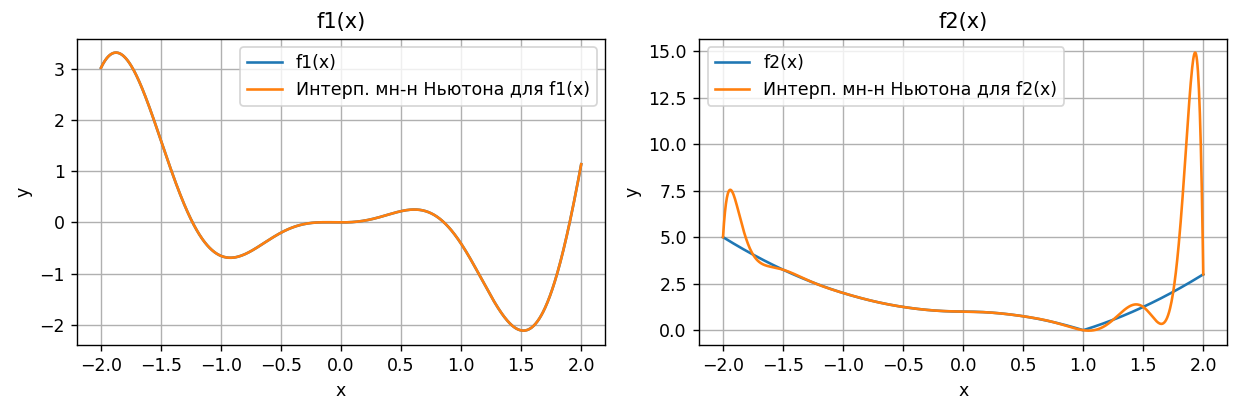 f1(x)
f1(x)
Интерп. мн-н Ньютона для f1(x)
y
3
2
1
0
−1
−2
−2.0 −1.5 −1.0 −0.5 0.0 0.5 1.0 1.5 2.0
x
f2(x)
f2(x)
Интерп. мн-н Ньютона для f2(x)
y
15.0
12.5
10.0
7.5
5.0
2.5
0.0
−2.0 −1.5 −1.0 −0.5 0.0 0.5 1.0 1.5 2.0
x